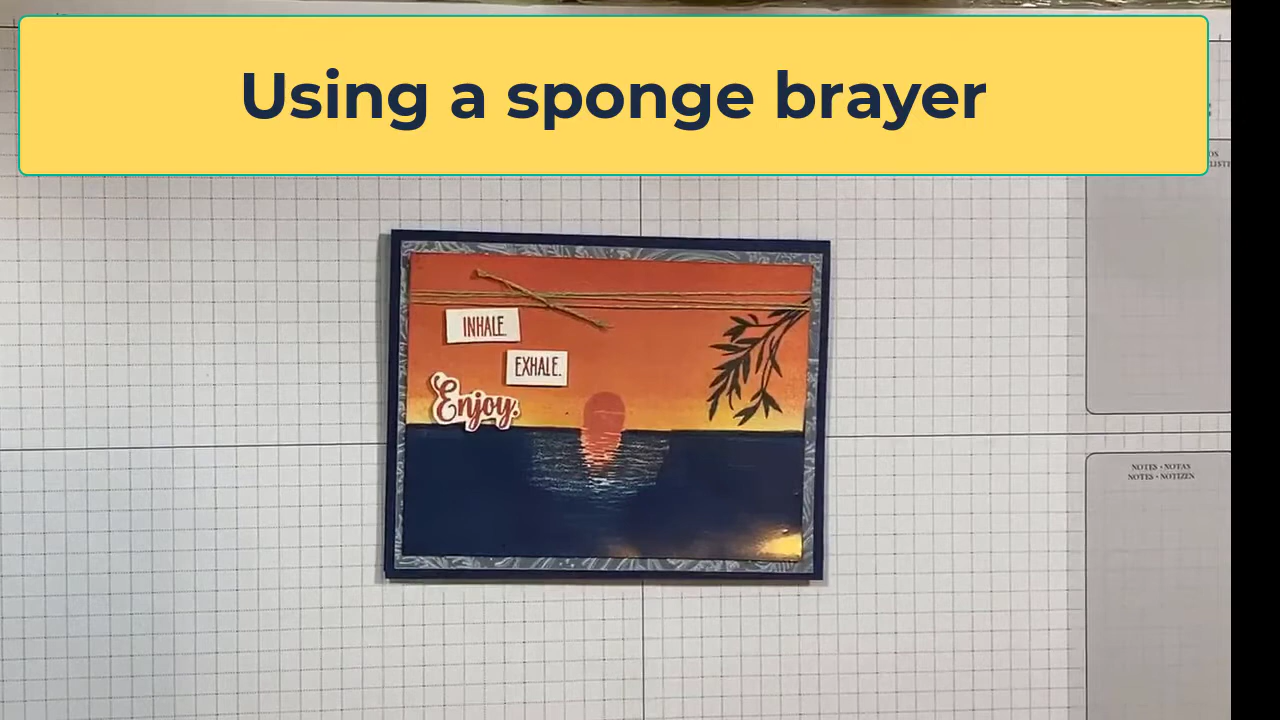 Using a sponge brayer
INHALE.
EXHALE.
Enjoy.
NOTES • NOTAS
NOTES • NOTIZEN